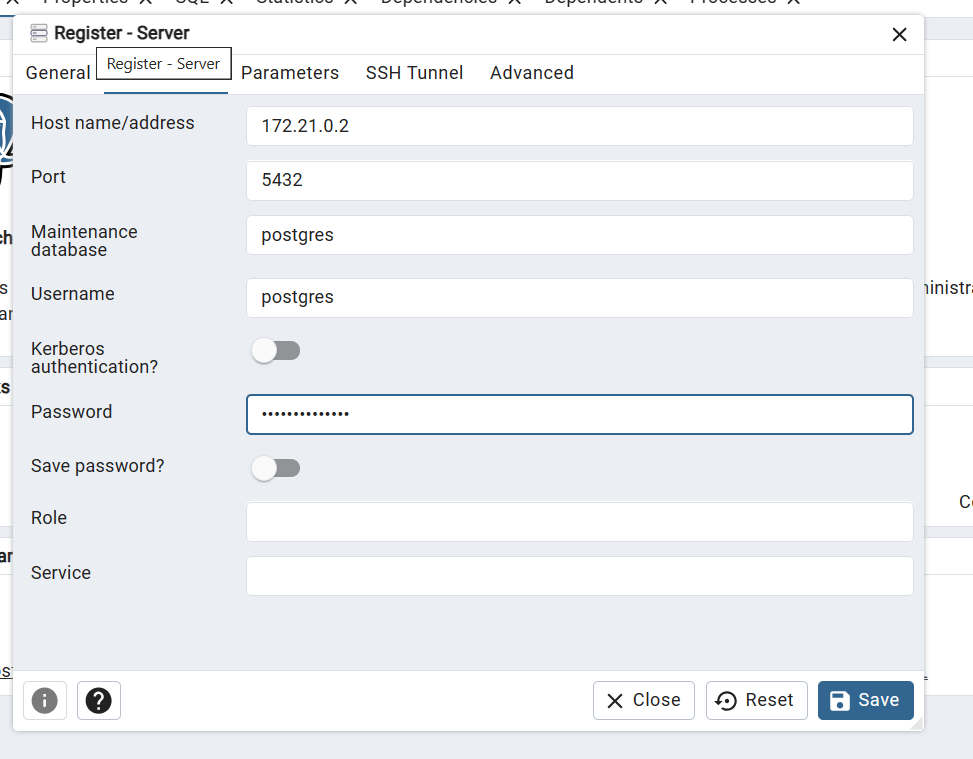 Properties SQL Statistics Dependencies Dependents Processes
Register - Server
General Register - Server Parameters SSH Tunnel Advanced
Host name/address 172.21.0.2
Port 5432
Maintenance
database
postgres
Username postgres
Kerberos
authentication?
Password ••••••••••••••
Save password?
Role
Service
Close Reset Save